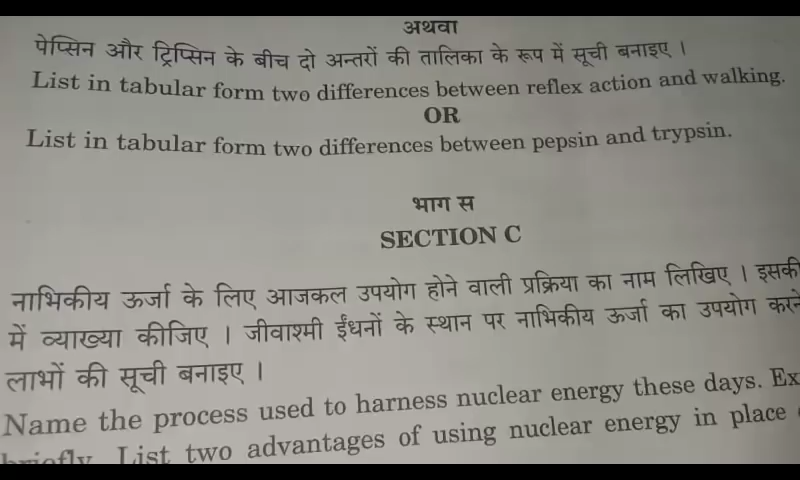 अथवा
पेप्सिन और ट्रिप्सिन के बीच दो अन्तरों की तालिका के रूप में सूची बनाइए ।
List in tabular form two differences between reflex action and walking.
OR
List in tabular form two differences between pepsin and trypsin.
भाग स
SECTION C
नाभिकीय ऊर्जा के लिए आजकल उपयोग होने वाली प्रक्रिया का नाम लिखिए । इसकी
में व्याख्या कीजिए । जीवाश्मी ईंधनों के स्थान पर नाभिकीय ऊर्जा का उपयोग करने
लाभों की सूची बनाइए ।
Name the process used to harness nuclear energy these days. Ex
briefly. List two advantages of using nuclear energy in place